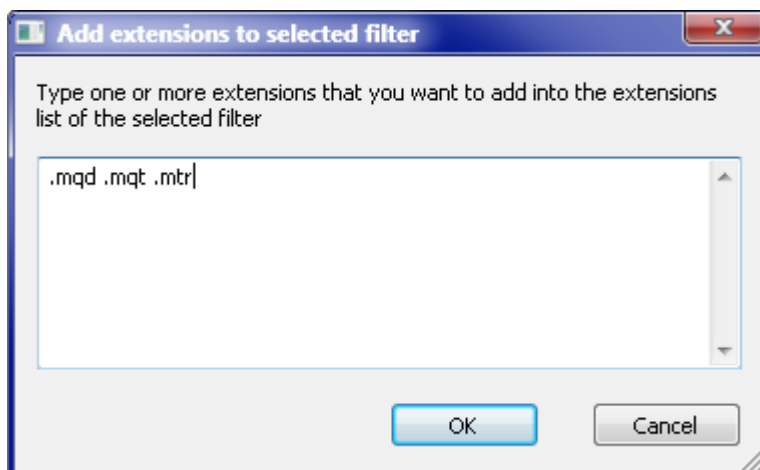 Add extensions to selected filter
Type one or more extensions that you want to add into the extensions
list of the selected filter
.mqd .mqt .mtr
OK
Cancel